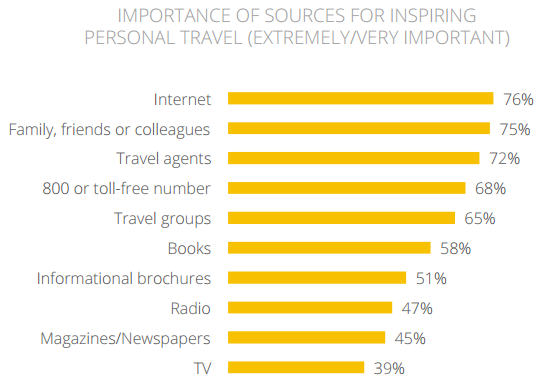 IMPORTANCE OF SOURCES FOR INSPIRING
PERSONAL TRAVEL (EXTREMELY/VERY IMPORTANT)
Internet 76%
Family, friends or colleagues 75%
Travel agents 72%
800 or toll-free number 68%
Travel groups 65%
Books 58%
Informational brochures 51%
Radio 47%
Magazines/Newspapers 45%
TV 39%